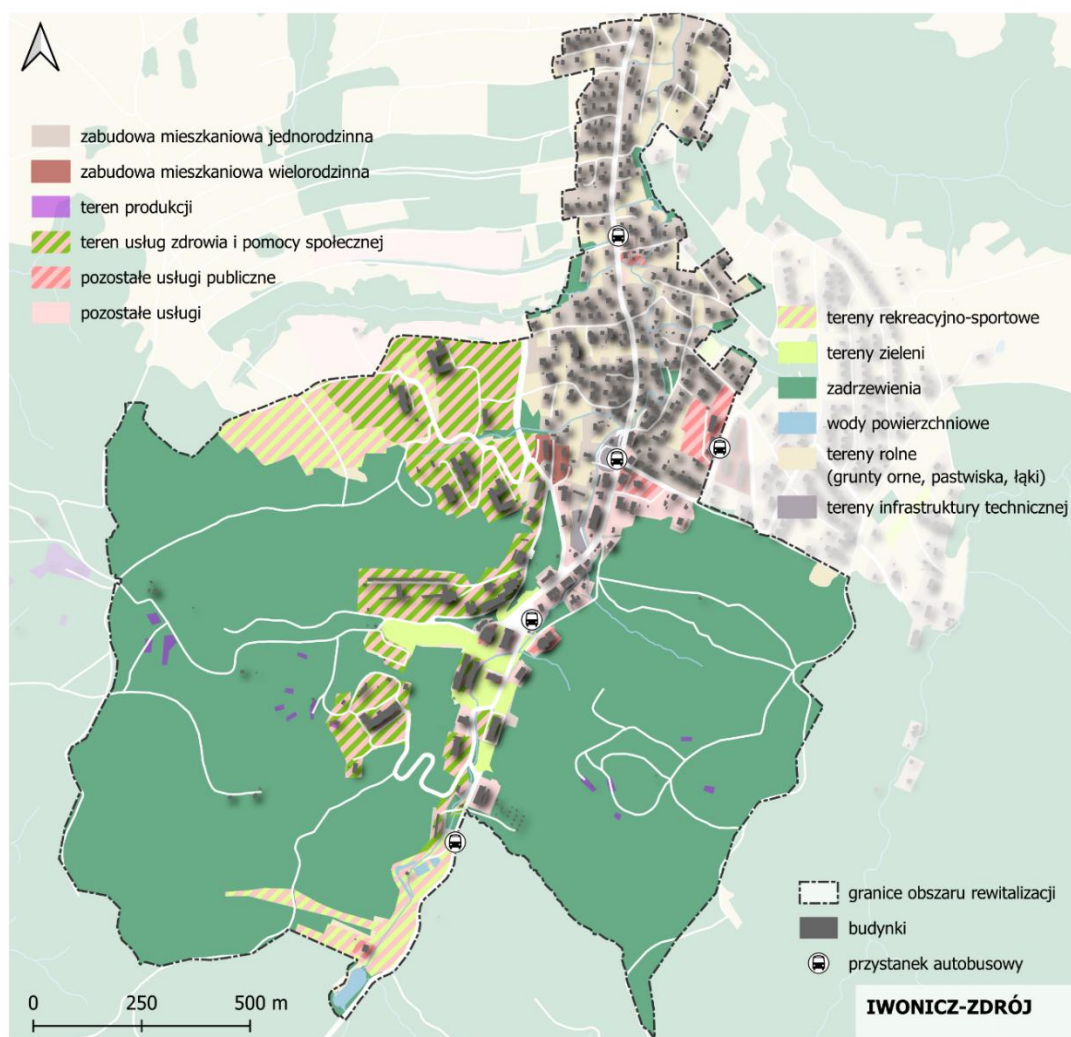 zabudowa mieszkaniowa jednorodzinna
zabudowa mieszkaniowa wielorodzinna
teren produkcji
teren usług zdrowia i pomocy społecznej
pozostałe usługi publiczne
pozostałe usługi
tereny rekreacyjno-sportowe
tereny zieleni
zadrzewienia
wody powierzchniowe
tereny rolne
(grunty orne, pastwiska, łąki)
tereny infrastruktury technicznej
granice obszaru rewitalizacji
budynki
przystanek autobusowy
0 250 500 m
IWONICZ-ZDRÓJ